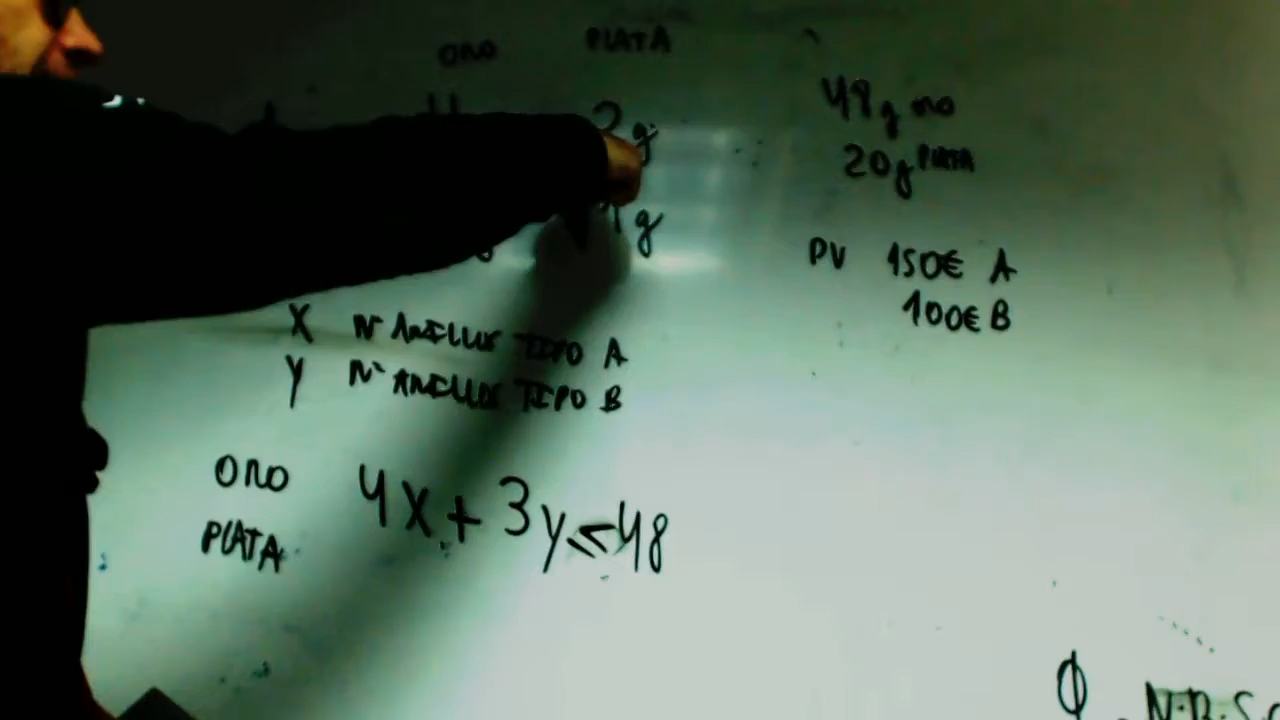 ORO PLATA
2g
1g
48g oro
20g PLATA
PV 150€ A
100€ B
X Nº ANILLOS TIPO A
Y Nº ANILLOS TIPO B
ORO 4x + 3y ≤ 48
PLATA